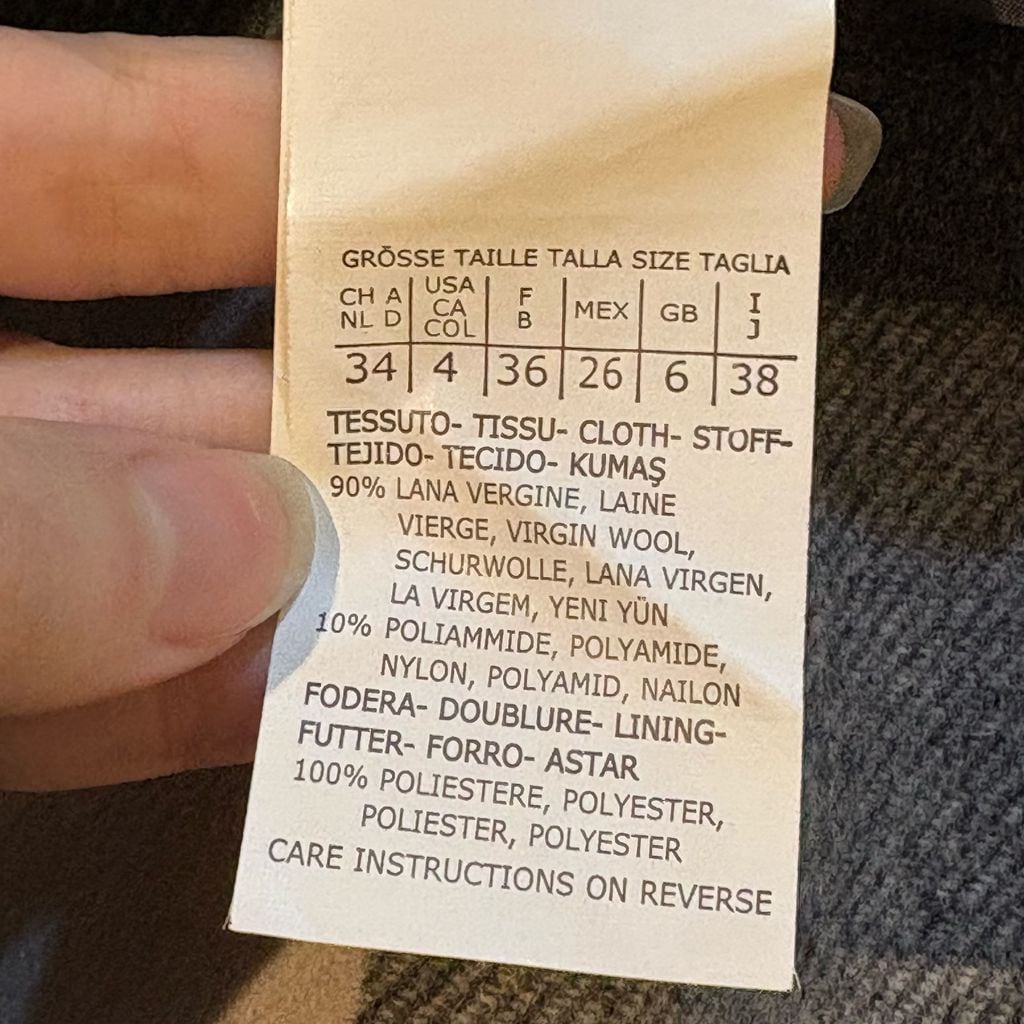 GRÖSSE TAILLE TALLA SIZE TAGLIA
CH A NL D | USA CA COL | F B | MEX | GB | I J
34 | 4 | 36 | 26 | 6 | 38
TESSUTO- TISSU- CLOTH- STOFF-
TEJIDO- TECIDO- KUMAŞ
90% LANA VERGINE, LAINE
VIERGE, VIRGIN WOOL,
SCHURWOLLE, LANA VIRGEN,
LA VIRGEM, YENI YÜN
10% POLIAMMIDE, POLYAMIDE,
NYLON, POLYAMID, NAILON
FODERA- DOUBLURE- LINING-
FUTTER- FORRO- ASTAR
100% POLIESTERE, POLYESTER,
POLIESTER, POLYESTER
CARE INSTRUCTIONS ON REVERSE